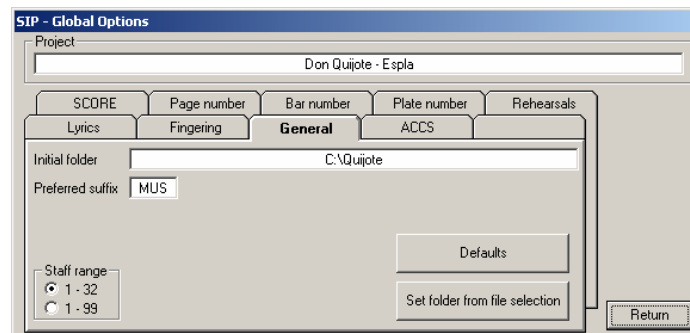 SIP - Global Options
Project
Don Quijote - Espla
SCORE Page number Bar number Plate number Rehearsals
Lyrics Fingering General ACCS
Initial folder C:\Quijote
Preferred suffix MUS
Defaults
Staff range
1 - 32
Set folder from file selection
1 - 99
Return